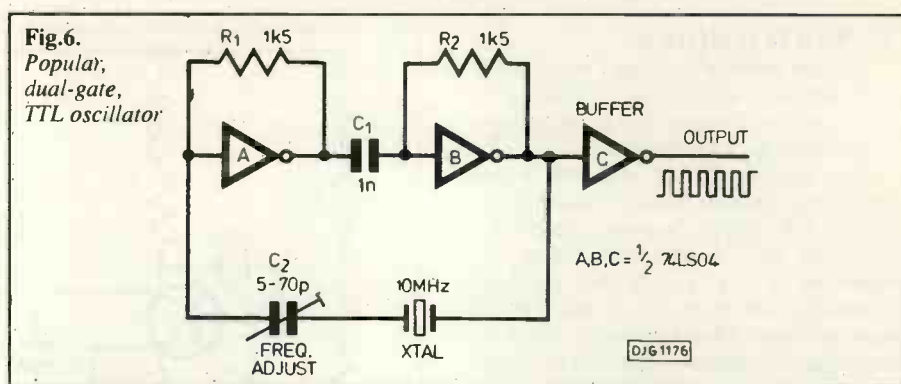 Fig.6.
Popular,
dual-gate,
TTL oscillator
R₁ 1k5
R₂ 1k5
A
C₁
1n
B
BUFFER
C
OUTPUT
C₂
5-70p
FREQ.
ADJUST
10MHz
XTAL
A,B,C = ½ 74LS04
DJG1176